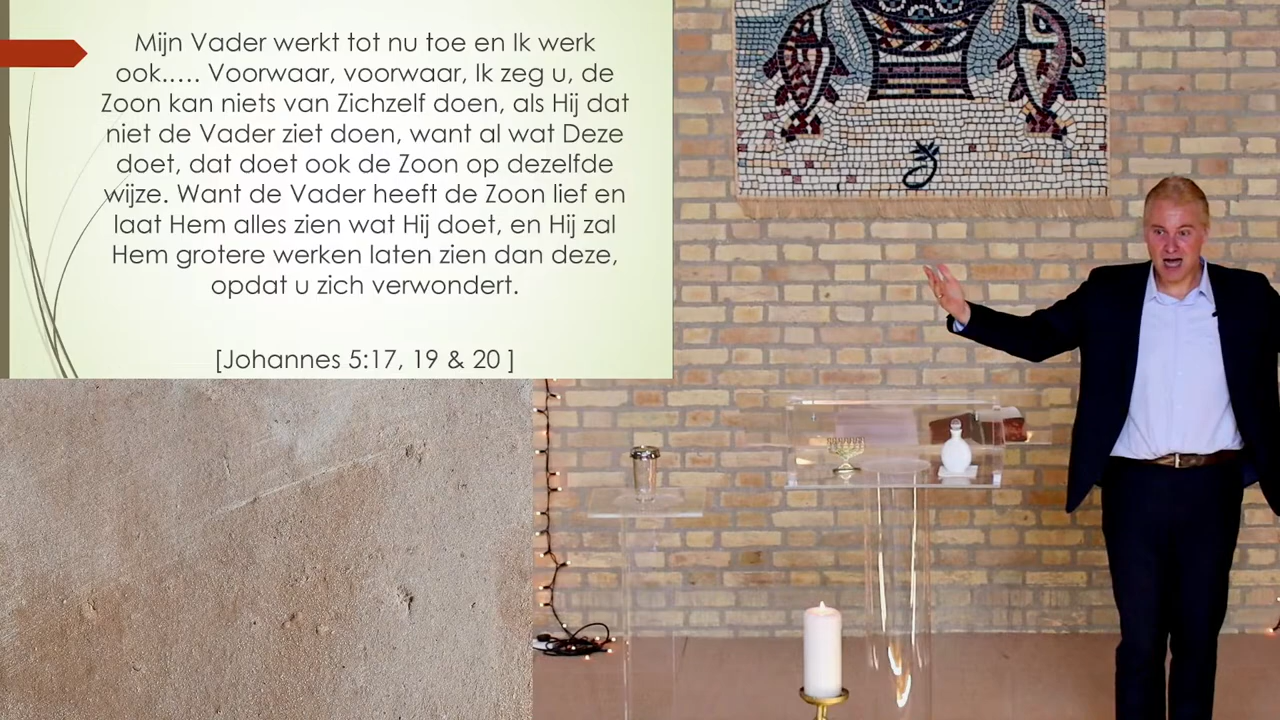 Mijn Vader werkt tot nu toe en Ik werk
ook..... Voorwaar, voorwaar, Ik zeg u, de
Zoon kan niets van Zichzelf doen, als Hij dat
niet de Vader ziet doen, want al wat Deze
doet, dat doet ook de Zoon op dezelfde
wijze. Want de Vader heeft de Zoon lief en
laat Hem alles zien wat Hij doet, en Hij zal
Hem grotere werken laten zien dan deze,
opdat u zich verwondert.
[Johannes 5:17, 19 & 20 ]